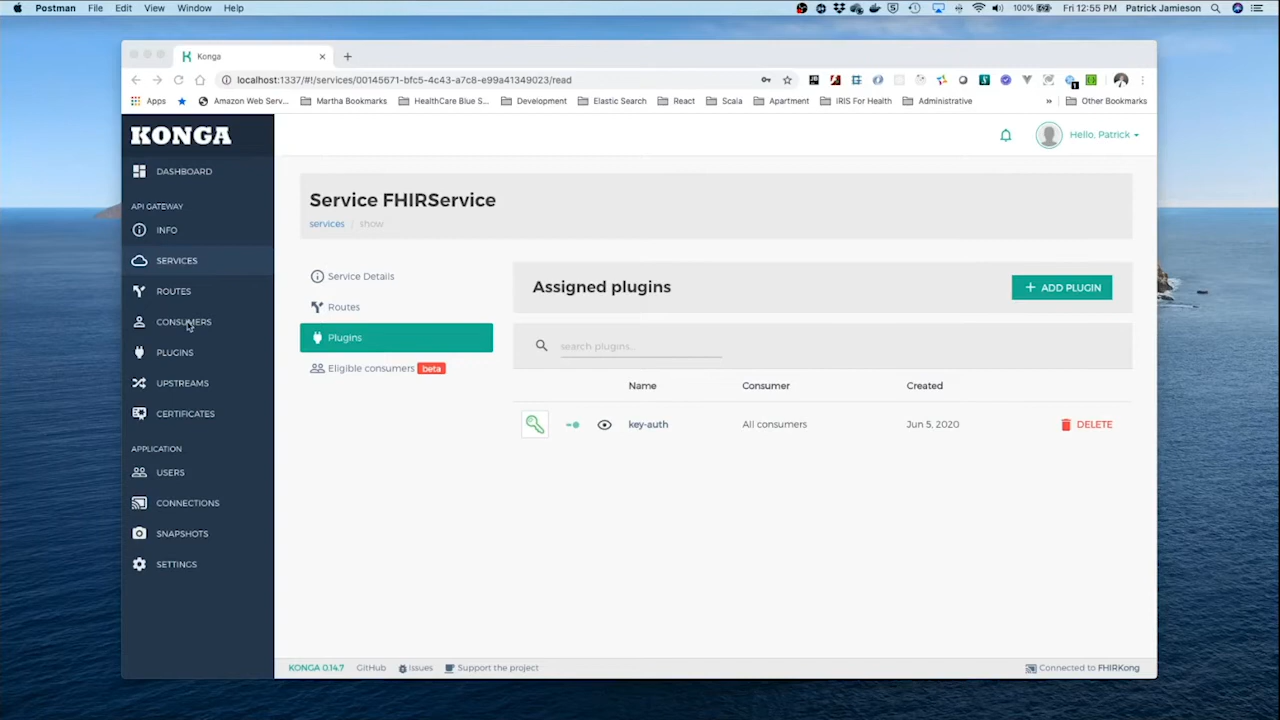 Postman File Edit View Window Help 100% Fri 12:55 PM Patrick Jamieson
Konga
localhost:1337/#!/services/00145671-bfc5-4c43-a7c8-e99a41349023/read
Apps Amazon Web Serv... Martha Bookmarks HealthCare Blue S... Development Elastic Search React Scala Apartment IRIS For Health Administrative » Other Bookmarks
KONGA
Hello, Patrick
DASHBOARD
API GATEWAY
INFO
SERVICES
ROUTES
CONSUMERS
PLUGINS
UPSTREAMS
CERTIFICATES
APPLICATION
USERS
CONNECTIONS
SNAPSHOTS
SETTINGS
Service FHIRService
services / show
Service Details
Routes
Plugins
Eligible consumers beta
Assigned plugins
+ ADD PLUGIN
search plugins...
Name Consumer Created
key-auth All consumers Jun 5, 2020 DELETE
KONGA 0.14.7 GitHub Issues Support the project Connected to FHIRKong